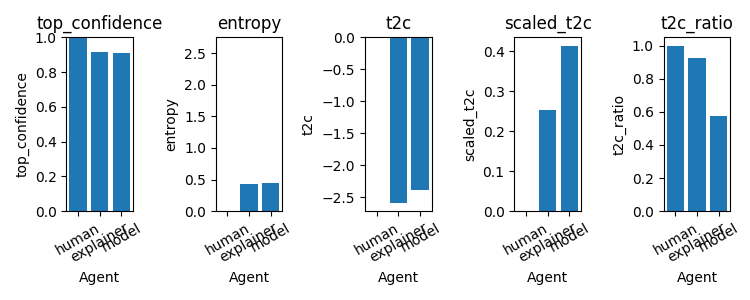 top_confidence
top_confidence
1.0
0.8
0.6
0.4
0.2
0.0
human
explainer
model
Agent
entropy
entropy
2.5
2.0
1.5
1.0
0.5
0.0
human
explainer
model
Agent
t2c
t2c
0.0
−0.5
−1.0
−1.5
−2.0
−2.5
human
explainer
model
Agent
scaled_t2c
scaled_t2c
0.4
0.3
0.2
0.1
0.0
human
explainer
model
Agent
t2c_ratio
t2c_ratio
1.0
0.8
0.6
0.4
0.2
0.0
human
explainer
model
Agent